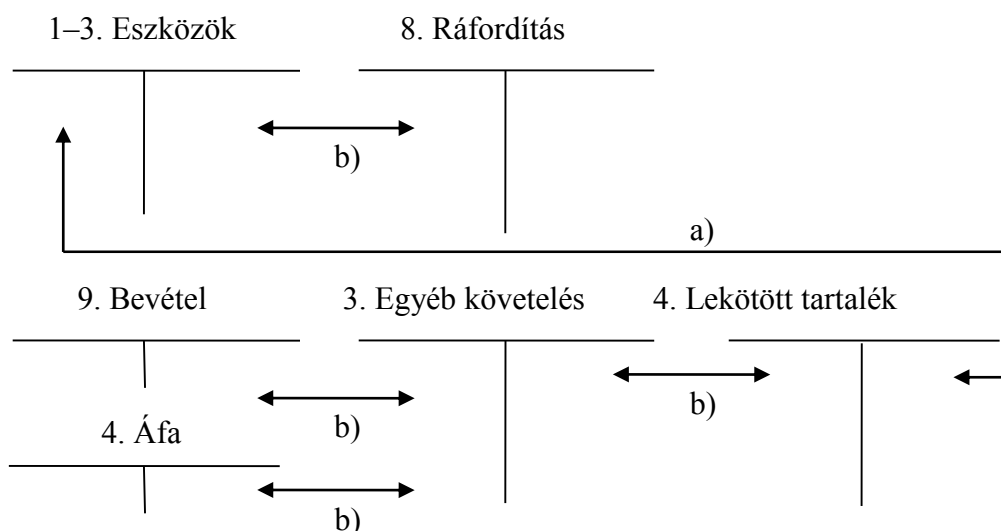 1–3. Eszközök 8. Ráfordítás
b)
a)
9. Bevétel 3. Egyéb követelés 4. Lekötött tartalék
b) b)
4. Áfa
b)